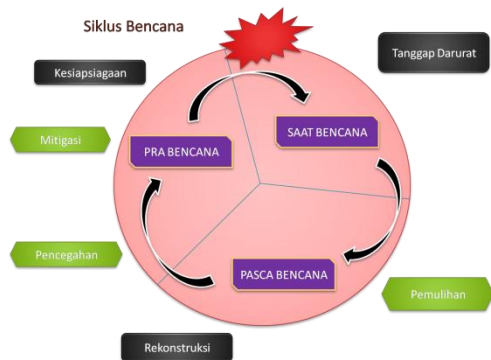 Siklus Bencana
Tanggap Darurat
Kesiapsiagaan
Mitigasi
PRA BENCANA
SAAT BENCANA
Pencegahan
PASCA BENCANA
Pemulihan
Rekonstruksi